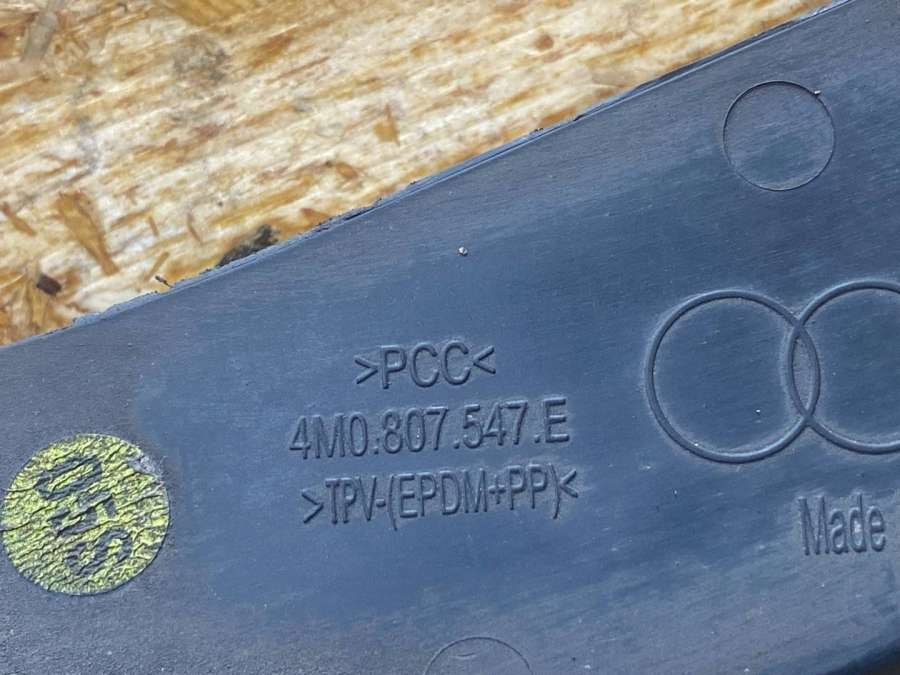 >PCC<
4M0.807.547.E
>TPV-(EPDM+PP)<
Made